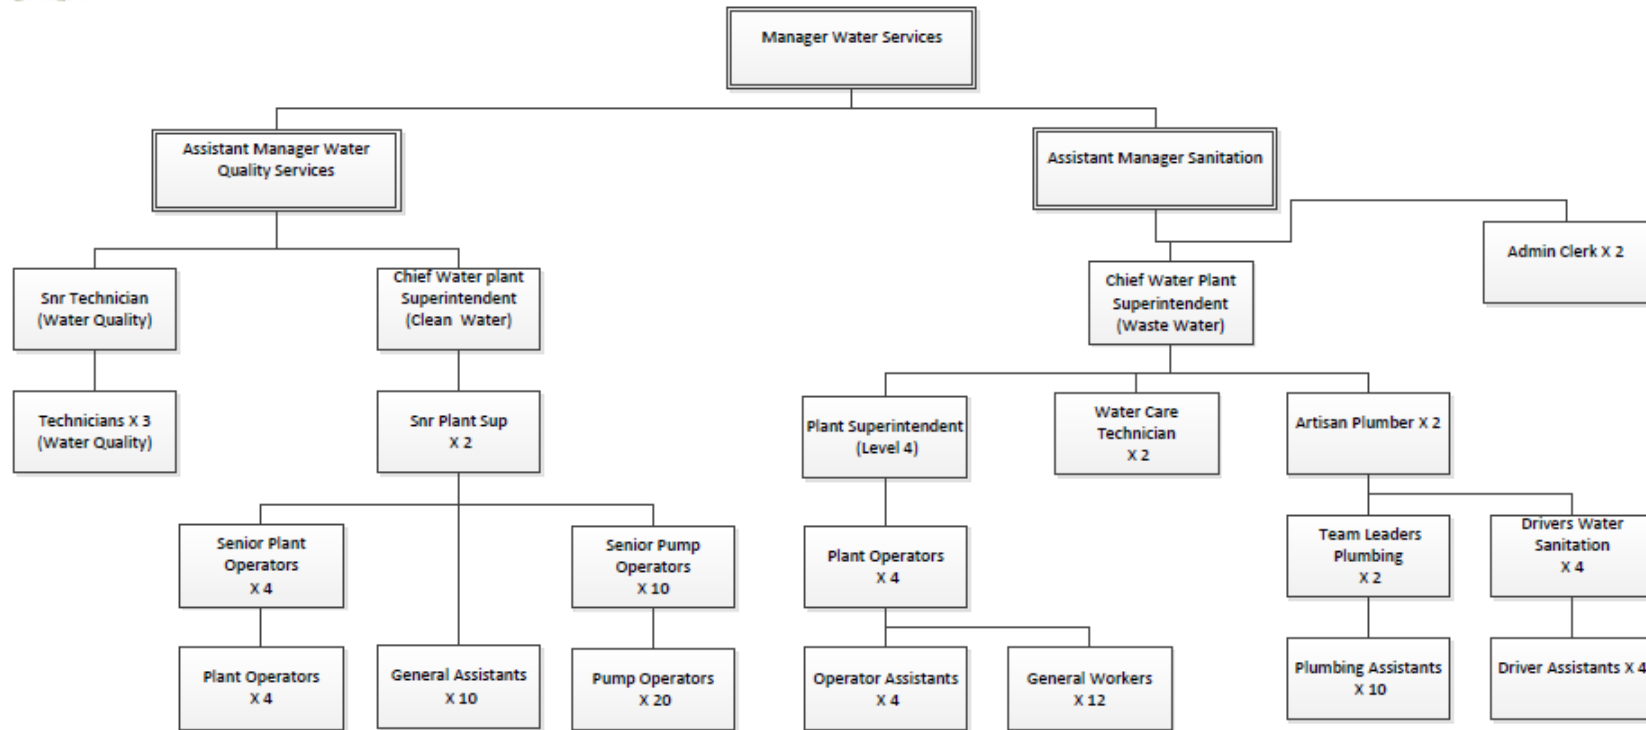 Manager Water Services
Assistant Manager Water
Quality Services
Assistant Manager Sanitation
Admin Clerk X 2
Snr Technician
(Water Quality)
Chief Water plant
Superintendent
(Clean Water)
Chief Water Plant
Superintendent
(Waste Water)
Technicians X 3
(Water Quality)
Snr Plant Sup
X 2
Plant Superintendent
(Level 4)
Water Care
Technician
X 2
Artisan Plumber X 2
Senior Plant
Operators
X 4
Senior Pump
Operators
X 10
Plant Operators
X 4
Team Leaders
Plumbing
X 2
Drivers Water
Sanitation
X 4
Plant Operators
X 4
General Assistants
X 10
Pump Operators
X 20
Operator Assistants
X 4
General Workers
X 12
Plumbing Assistants
X 10
Driver Assistants X 4